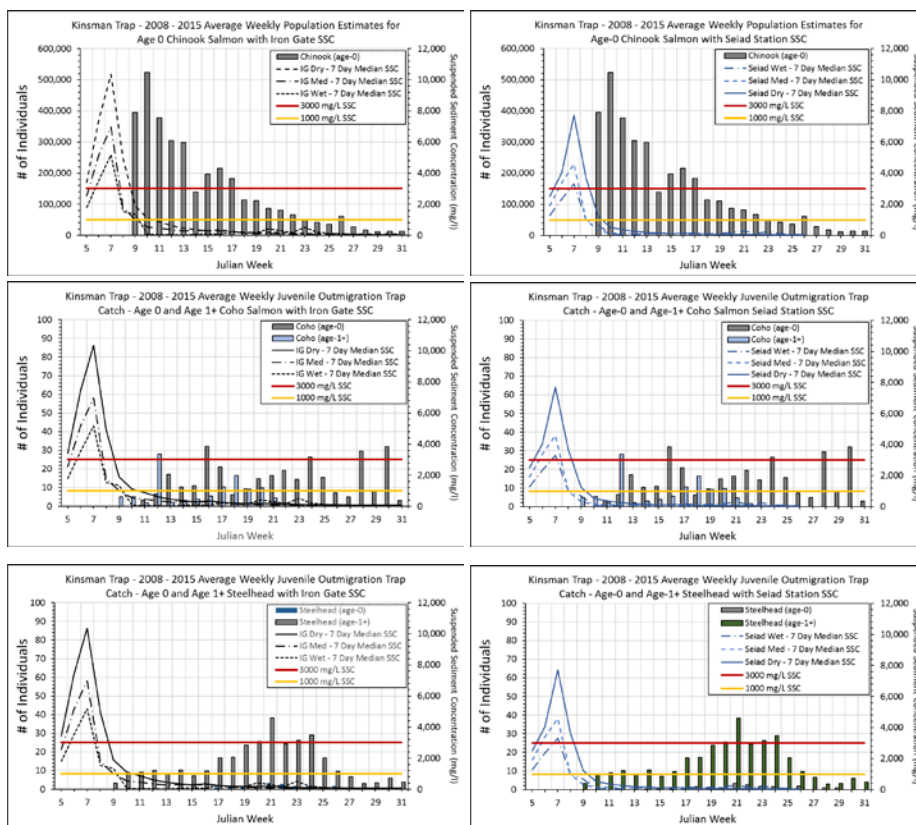 Kinsman Trap - 2008 - 2015 Average Weekly Population Estimates for
Age 0 Chinook Salmon with Iron Gate SSC
600,000
500,000
400,000
300,000
200,000
100,000
0
# of Individuals
Chinook (age-0)
IG Dry - 7 Day Median SSC
IG Med - 7 Day Median SSC
IG Wet - 7 Day Median SSC
3000 mg/L SSC
1000 mg/L SSC
12,000
10,000
8,000
6,000
4,000
2,000
0
Suspended Sediment Concentration (mg/l)
5 7 9 11 13 15 17 19 21 23 25 27 29 31
Julian Week
Kinsman Trap - 2008 - 2015 Average Weekly Population Estimates for
Age-0 Chinook Salmon with Seiad Station SSC
600,000
500,000
400,000
300,000
200,000
100,000
0
# of Individuals
Chinook (age-0)
Seiad Wet - 7 Day Median SSC
Seiad Med - 7 Day Median SSC
Seiad Dry - 7 Day Median SSC
3000 mg/L SSC
1000 mg/L SSC
12,000
10,000
8,000
6,000
4,000
2,000
0
Suspended Sediment Concentration (mg/l)
5 7 9 11 13 15 17 19 21 23 25 27 29 31
Julian Week
Kinsman Trap - 2008 - 2015 Average Weekly Juvenile Outmigration Trap
Catch - Age 0 and Age 1+ Coho Salmon with Iron Gate SSC
100
90
80
70
60
50
40
30
20
10
0
# of Individuals
Coho (age-0)
Coho (age-1+)
IG Dry - 7 Day Median SSC
IG Med - 7 Day Median SSC
IG Wet - 7 Day Median SSC
3000 mg/L SSC
1000 mg/L SSC
12,000
10,000
8,000
6,000
4,000
2,000
0
Suspended Sediment Concentration (mg/l)
5 7 9 11 13 15 17 19 21 23 25 27 29 31
Julian Week
Kinsman Trap - 2008 - 2015 Average Weekly Juvenile Outmigration Trap
Catch - Age-0 and Age-1+ Coho Salmon Seiad Station SSC
100
90
80
70
60
50
40
30
20
10
0
# of Individuals
Coho (age-0)
Coho (age-1+)
Seiad Wet - 7 Day Median SSC
Seiad Med - 7 Day Median SSC
Seiad Dry - 7 Day Median SSC
3000 mg/L SSC
1000 mg/L SSC
12,000
10,000
8,000
6,000
4,000
2,000
0
Suspended Sediment Concentration (mg/l)
5 7 9 11 13 15 17 19 21 23 25 27 29 31
Julian Week
Kinsman Trap - 2008 - 2015 Average Weekly Juvenile Outmigration Trap
Catch - Age 0 and Age 1+ Steelhead with Iron Gate SSC
100
90
80
70
60
50
40
30
20
10
0
# of Individuals
Steelhead (age-0)
Steelhead (age-1+)
IG Dry - 7 Day Median SSC
IG Med - 7 Day Median SSC
IG Wet - 7 Day Median SSC
3000 mg/L SSC
1000 mg/L SSC
12,000
10,000
8,000
6,000
4,000
2,000
0
Suspended Sediment Concentration (mg/l)
5 7 9 11 13 15 17 19 21 23 25 27 29 31
Julian Week
Kinsman Trap - 2008 - 2015 Average Weekly Juvenile Outmigration Trap
Catch - Age-0 and Age-1+ Steelhead with Seiad Station SSC
100
90
80
70
60
50
40
30
20
10
0
# of Individuals
Steelhead (age-0)
Steelhead (age-1+)
Seiad Wet - 7 Day Median SSC
Seiad Med - 7 Day Median SSC
Seiad Dry - 7 Day Median SSC
3000 mg/L SSC
1000 mg/L SSC
12,000
10,000
8,000
6,000
4,000
2,000
0
Suspended Sediment Concentration (mg/l)
5 7 9 11 13 15 17 19 21 23 25 27 29 31
Julian Week